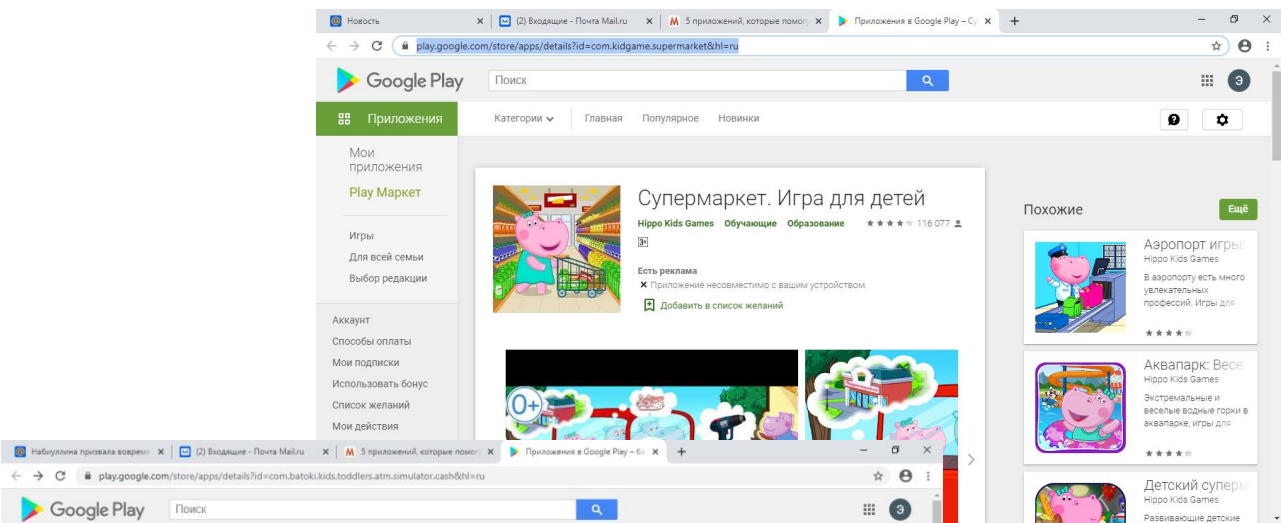 Новость
(2) Входящие - Почта Mail.ru
5 приложений, которые помог
Приложения в Google Play – Су
play.google.com/store/apps/details?id=com.kidgame.supermarket&hl=ru
Google Play
Поиск
Э
Приложения
Категории
Главная
Популярное
Новинки
Мои приложения
Play Маркет
Игры
Для всей семьи
Выбор редакции
Аккаунт
Способы оплаты
Мои подписки
Использовать бонус
Список желаний
Мои действия
Супермаркет. Игра для детей
Hippo Kids Games Обучающие Образование 116 077
3+
Есть реклама
Приложение несовместимо с вашим устройством.
Добавить в список желаний
0+
Похожие
Ещё
Аэропорт игры
Hippo Kids Games
В аэропорту есть много
увлекательных
профессий. Игры для
Аквапарк: Весе
Hippo Kids Games
Экстремальные и
веселые водные горки в
аквапарке, игры для
Детский суперм
Hippo Kids Games
Развивающие детские
Набиуллина призвала воврем
(2) Входящие - Почта Mail.ru
5 приложений, которые помог
Приложения в Google Play – ба
play.google.com/store/apps/details?id=com.batoki.kids.toddlers.atm.simulator.cash&hl=ru
Google Play
Поиск
Э